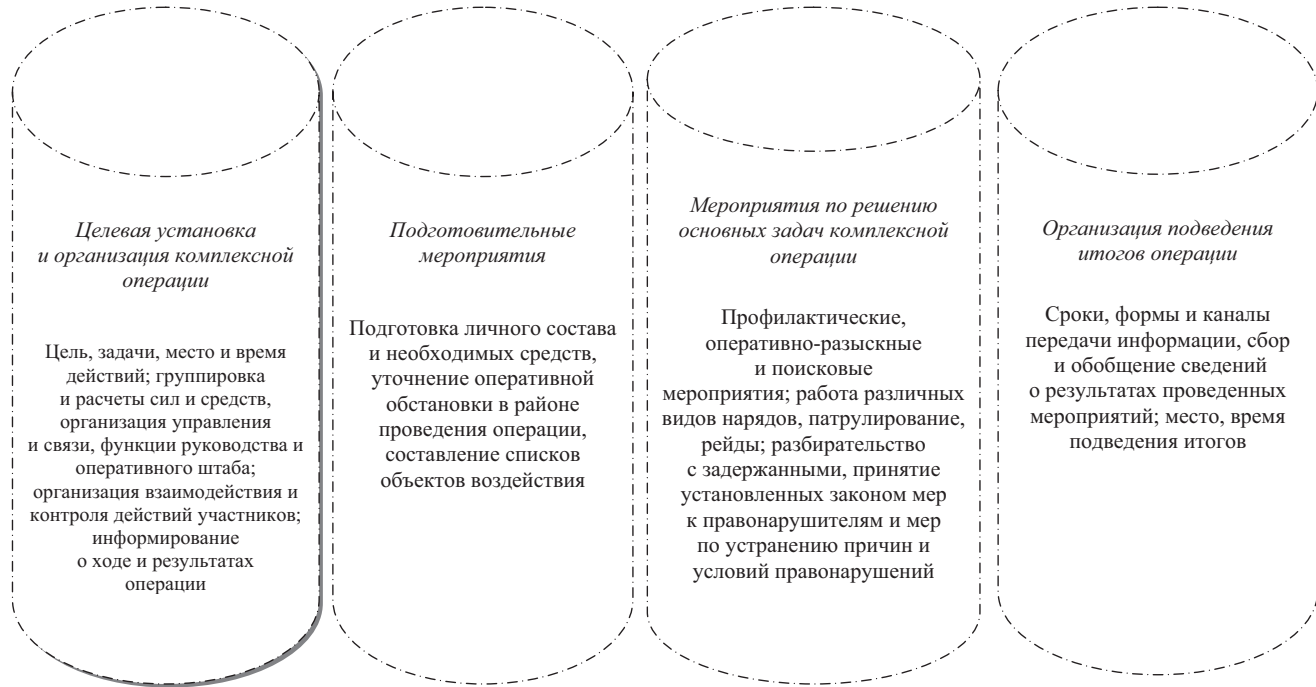 Целевая установка
и организация комплексной
операции
Цель, задачи, место и время
действий; группировка
и расчеты сил и средств,
организация управления
и связи, функции руководства и
оперативного штаба;
организация взаимодействия и
контроля действий участников;
информирование
о ходе и результатах
операции
Подготовительные
мероприятия
Подготовка личного состава
и необходимых средств,
уточнение оперативной
обстановки в районе
проведения операции,
составление списков
объектов воздействия
Мероприятия по решению
основных задач комплексной
операции
Профилактические,
оперативно-разыскные
и поисковые
мероприятия; работа различных
видов нарядов, патрулирование,
рейды; разбирательство
с задержанными, принятие
установленных законом мер
к правонарушителям и мер
по устранению причин и
условий правонарушений
Организация подведения
итогов операции
Сроки, формы и каналы
передачи информации, сбор
и обобщение сведений
о результатах проведенных
мероприятий; место, время
подведения итогов